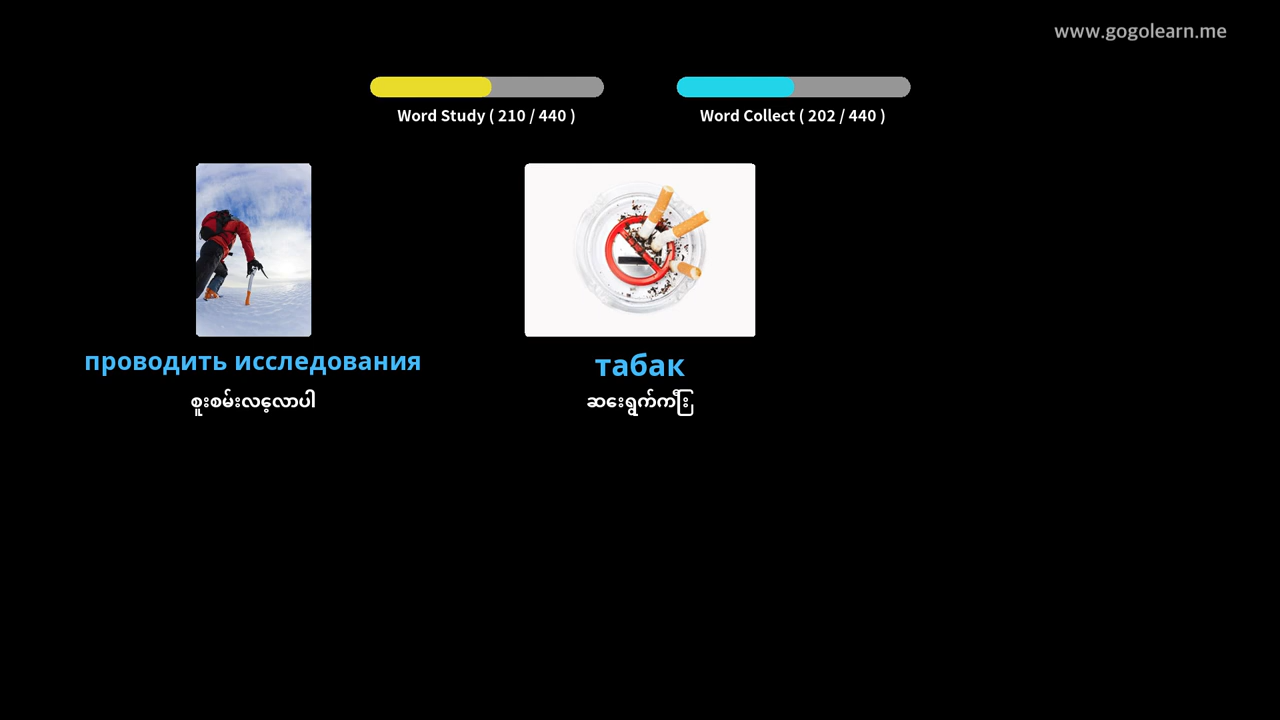 www.gogolearn.me
Word Study ( 210 / 440 )
Word Collect ( 202 / 440 )
проводить исследования
табак
စူးစမ်းလေ့လာပါ
ဆေးရွက်ကြီး